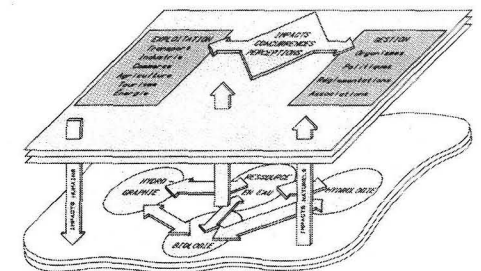 EXPLOITATION
Transport
Industrie
Commerce
Agriculture
Tourisme
Energie
IMPACTS
CONCURRENCES
PERCEPTIONS
GESTION
Organismes
Politiques
Réglementations
Associations
IMPACTS HUMAINS
HYDRO
GRAPHIE
RESSOURCE
EN EAU
HYDROLOGIE
BIOLOGIE
IMPACTS NATURELS